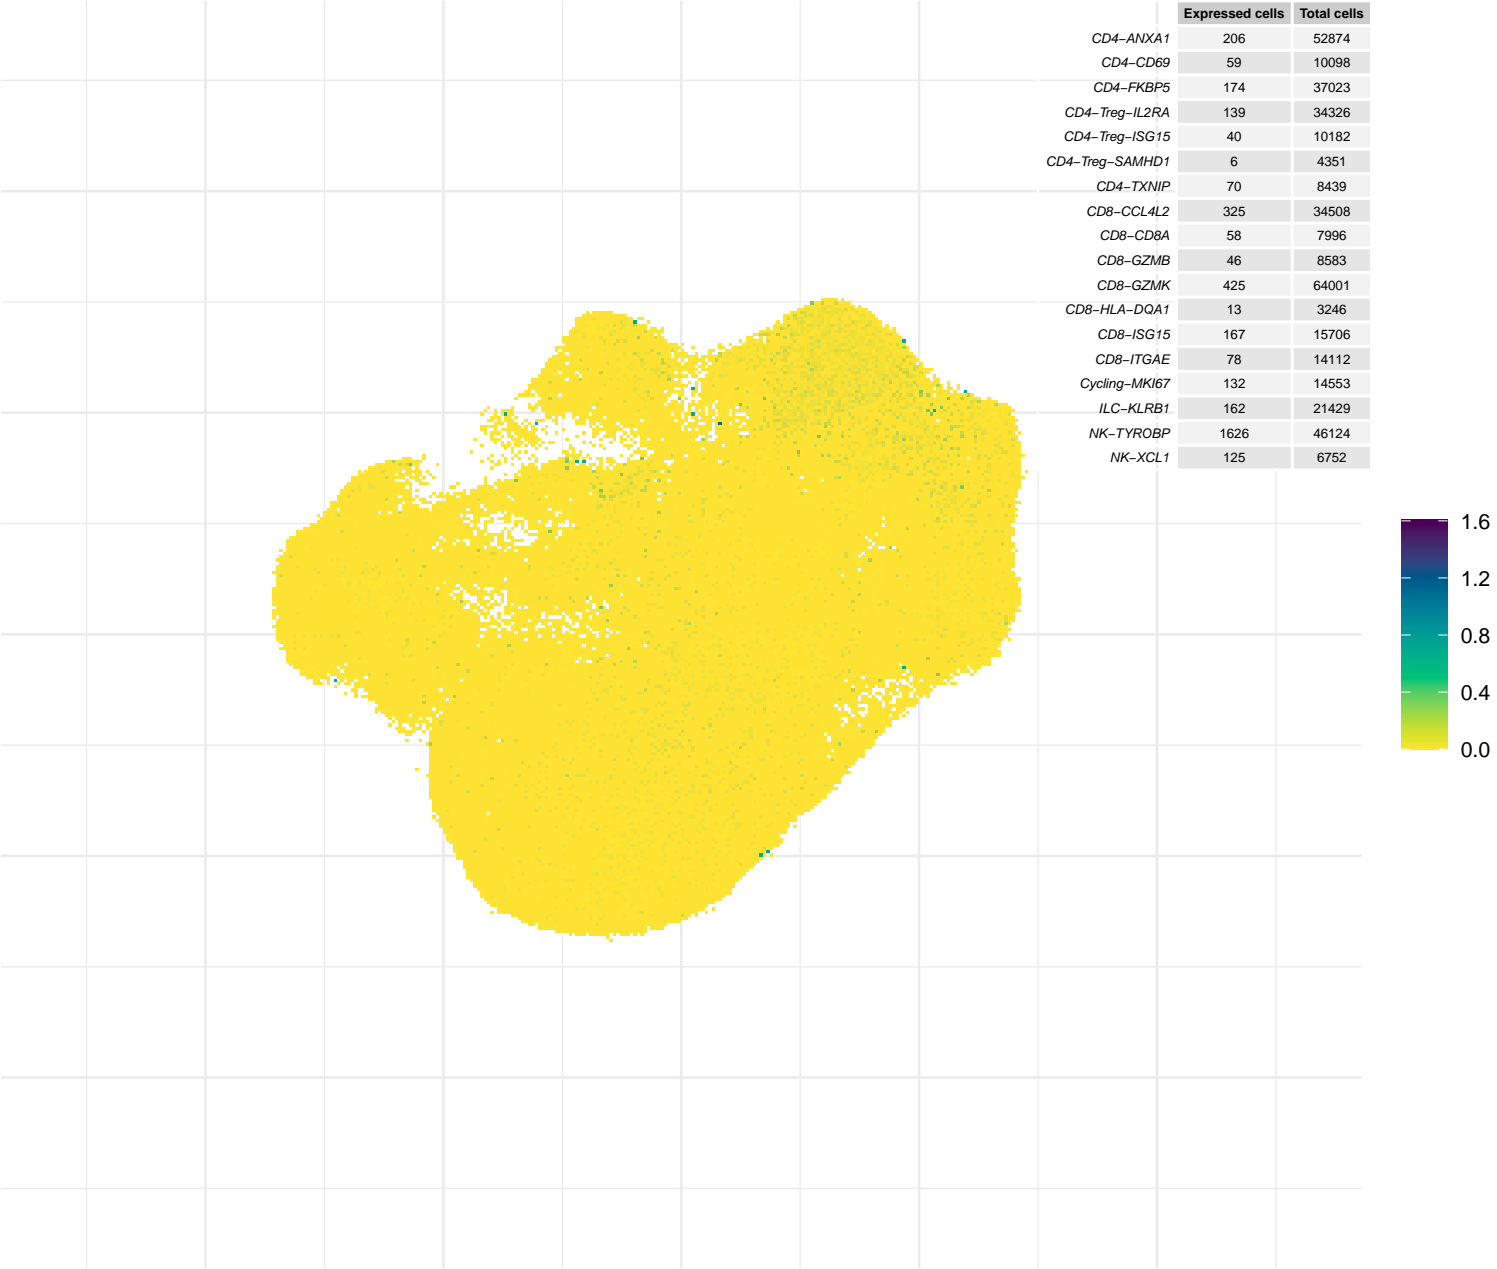 Expressed cells Total cells
CD4−ANXA1 206 52874
CD4−CD69 59 10098
CD4−FKBP5 174 37023
CD4−Treg−IL2RA 139 34326
CD4−Treg−ISG15 40 10182
CD4−Treg−SAMHD1 6 4351
CD4−TXNIP 70 8439
CD8−CCL4L2 325 34508
CD8−CD8A 58 7996
CD8−GZMB 46 8583
CD8−GZMK 425 64001
CD8−HLA−DQA1 13 3246
CD8−ISG15 167 15706
CD8−ITGAE 78 14112
Cycling−MKI67 132 14553
ILC−KLRB1 162 21429
NK−TYROBP 1626 46124
NK−XCL1 125 6752
1.6
1.2
0.8
0.4
0.0